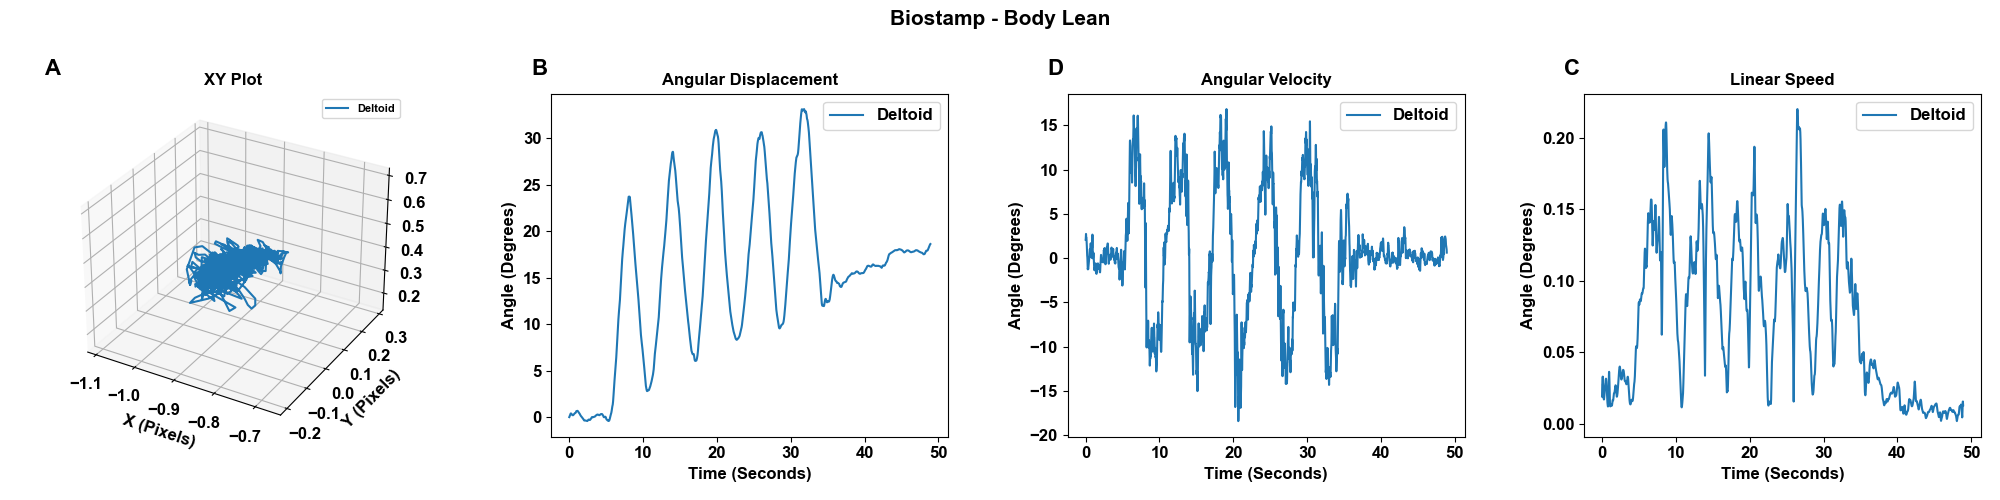 Biostamp - Body Lean
A
XY Plot
Deltoid
0.7
0.6
0.5
0.4
0.3
0.2
0.3
0.2
0.1
0.0
−0.1
−0.2
Y (Pixels)
−1.1
−1.0
−0.9
−0.8
−0.7
X (Pixels)
B
Angular Displacement
Deltoid
Angle (Degrees)
30
25
20
15
10
5
0
0 10 20 30 40 50
Time (Seconds)
D
Angular Velocity
Deltoid
Angle (Degrees)
15
10
5
0
−5
−10
−15
−20
0 10 20 30 40 50
Time (Seconds)
C
Linear Speed
Deltoid
Angle (Degrees)
0.20
0.15
0.10
0.05
0.00
0 10 20 30 40 50
Time (Seconds)